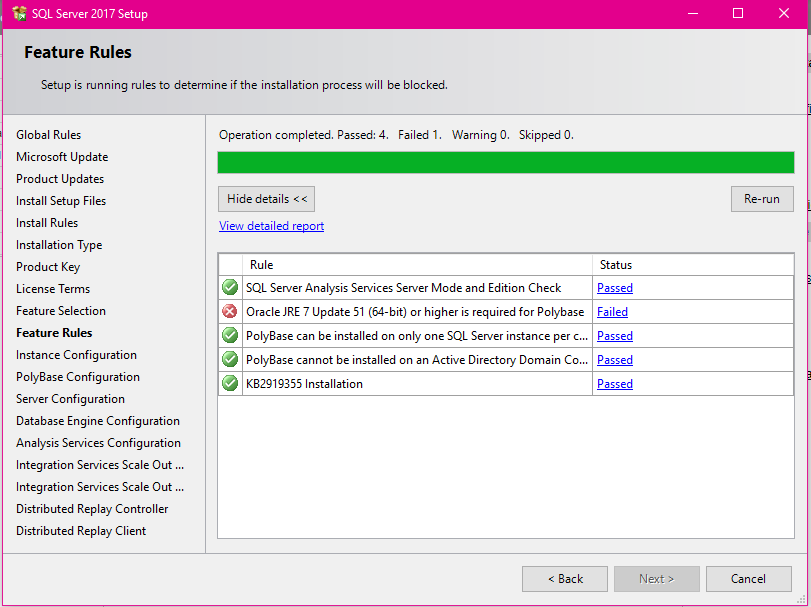 SQL Server 2017 Setup
Feature Rules
Setup is running rules to determine if the installation process will be blocked.
Global Rules
Microsoft Update
Product Updates
Install Setup Files
Install Rules
Installation Type
Product Key
License Terms
Feature Selection
Feature Rules
Instance Configuration
PolyBase Configuration
Server Configuration
Database Engine Configuration
Analysis Services Configuration
Integration Services Scale Out ...
Integration Services Scale Out ...
Distributed Replay Controller
Distributed Replay Client
Operation completed. Passed: 4. Failed 1. Warning 0. Skipped 0.
Hide details << Re-run
View detailed report
Rule Status
SQL Server Analysis Services Server Mode and Edition Check Passed
Oracle JRE 7 Update 51 (64-bit) or higher is required for Polybase Failed
PolyBase can be installed on only one SQL Server instance per c... Passed
PolyBase cannot be installed on an Active Directory Domain Co... Passed
KB2919355 Installation Passed
< Back Next > Cancel